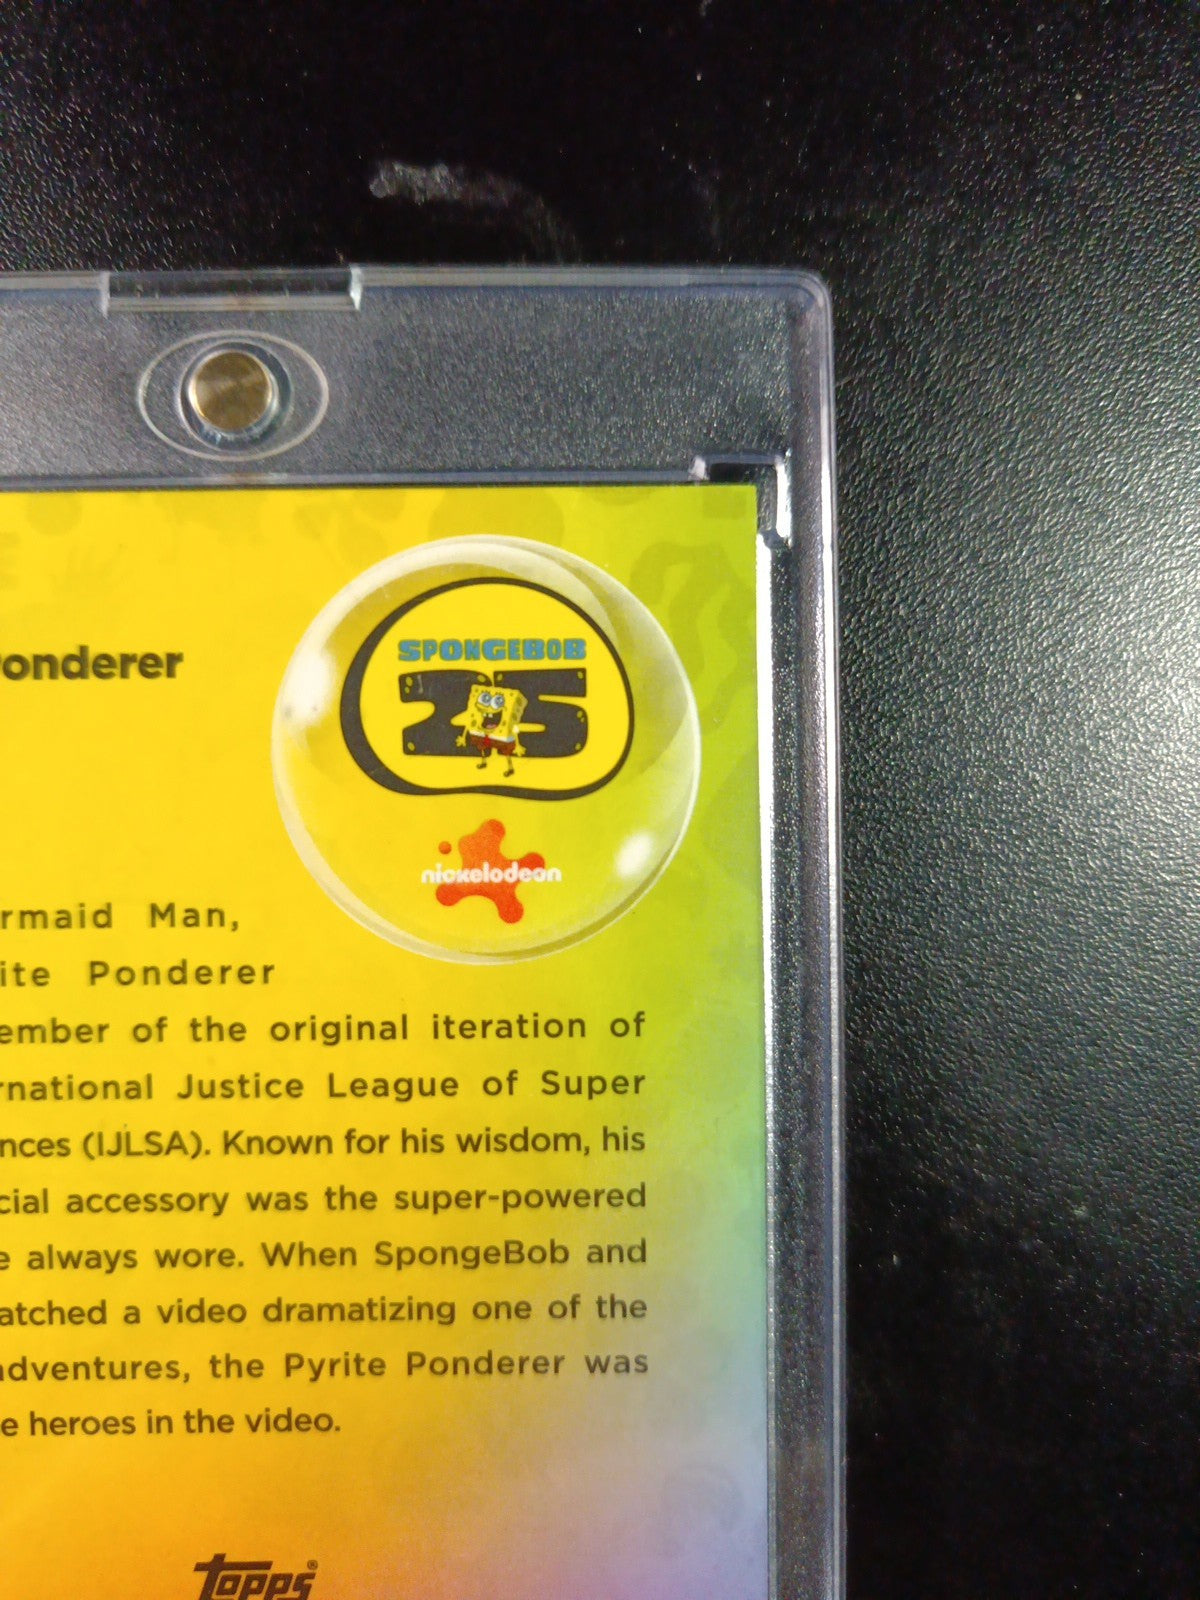 onderer
SPONGEBOB
25
nickelodeon
rmaid Man,
ite Ponderer
ember of the original iteration of
rnational Justice League of Super
nces (IJLSA). Known for his wisdom, his
cial accessory was the super-powered
e always wore. When SpongeBob and
atched a video dramatizing one of the
adventures, the Pyrite Ponderer was
e heroes in the video.
Topps®